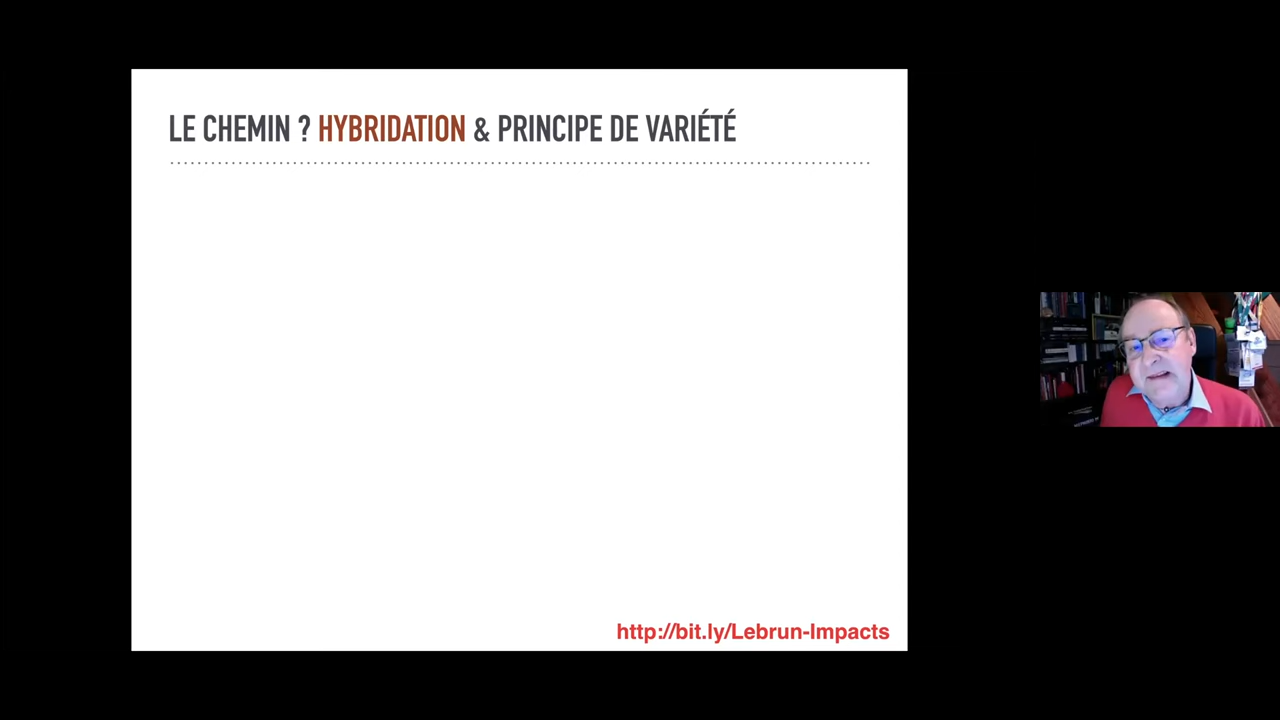 LE CHEMIN ? HYBRIDATION & PRINCIPE DE VARIÉTÉ
http://bit.ly/Lebrun-Impacts